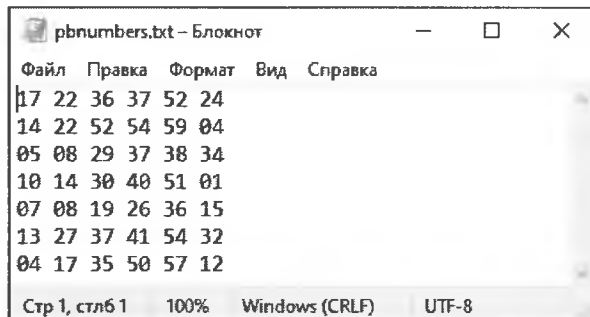 pbnumbers.txt – Блокнот
Файл Правка Формат Вид Справка
17 22 36 37 52 24
14 22 52 54 59 04
05 08 29 37 38 34
10 14 30 40 51 01
07 08 19 26 36 15
13 27 37 41 54 32
04 17 35 50 57 12
Стр 1, стлб 1 100% Windows (CRLF) UTF-8